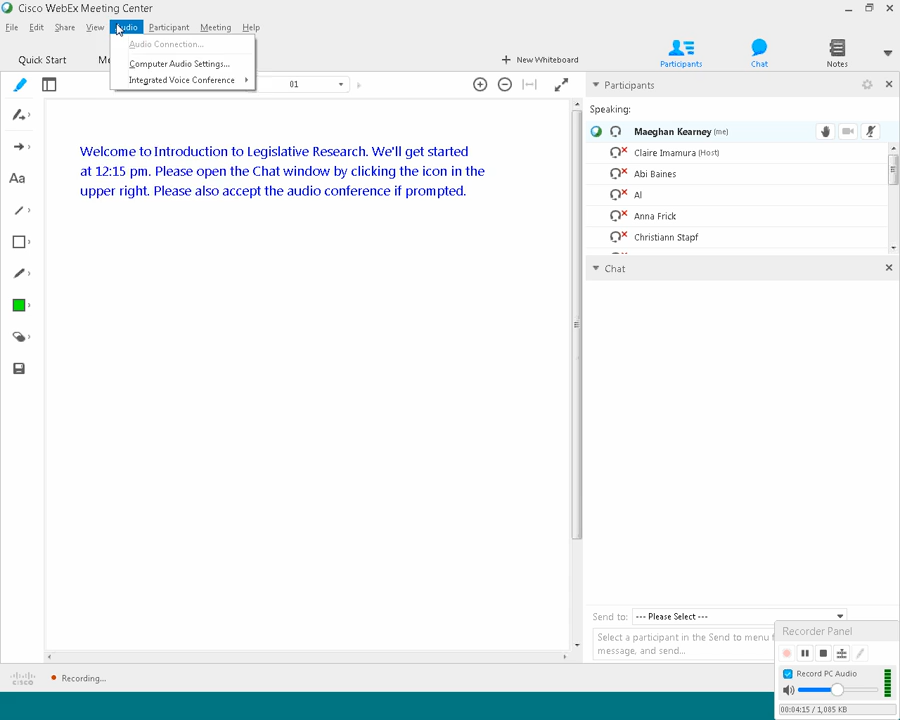 Cisco WebEx Meeting Center
File Edit Share View Audio Participant Meeting Help
Audio Connection...
Computer Audio Settings...
Integrated Voice Conference
Quick Start
New Whiteboard
Participants
Chat
Notes
01
Aa
Welcome to Introduction to Legislative Research. We'll get started
at 12:15 pm. Please open the Chat window by clicking the icon in the
upper right. Please also accept the audio conference if prompted.
Participants
Speaking:
Maeghan Kearney (me)
Claire Imamura (Host)
Abi Baines
Al
Anna Frick
Christiann Stapf
Chat
Send to: --- Please Select ---
Select a participant in the Send to menu
message, and send...
Recorder Panel
Record PC Audio
00:04:15 / 1,085 KB
cisco
Recording...